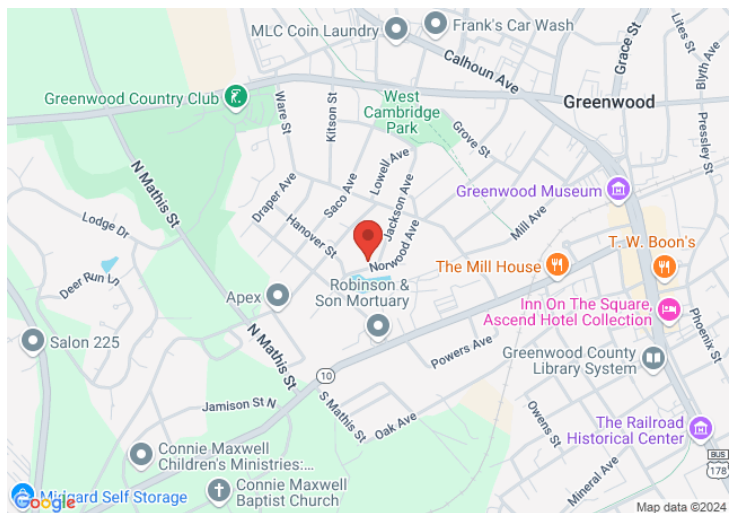 MLC Coin Laundry
Frank's Car Wash
Calhoun Ave
Grace St
Lites St
Blyth Ave
Greenwood Country Club
Ware St
Kitson St
West
Cambridge
Park
Greenwood
Pressley St
N Mathis St
Grove St
Draper Ave
Saco Ave
Lowell Ave
Jackson Ave
Greenwood Museum
Lodge Dr
Hanover St
Norwood Ave
Mill Ave
T. W. Boon's
Deer Run Ln
The Mill House
Apex
Robinson &
Son Mortuary
Inn On The Square,
Ascend Hotel Collection
Salon 225
N Mathis St
Powers Ave
Phoenix St
Greenwood County
Library System
10
Jamison St N
S Mathis St
Oak Ave
Owens St
The Railroad
Historical Center
Connie Maxwell
Children's Ministries:...
BUS
178
Mineral Ave
Connie Maxwell
Baptist Church
Google
Self Storage
Map data ©2024